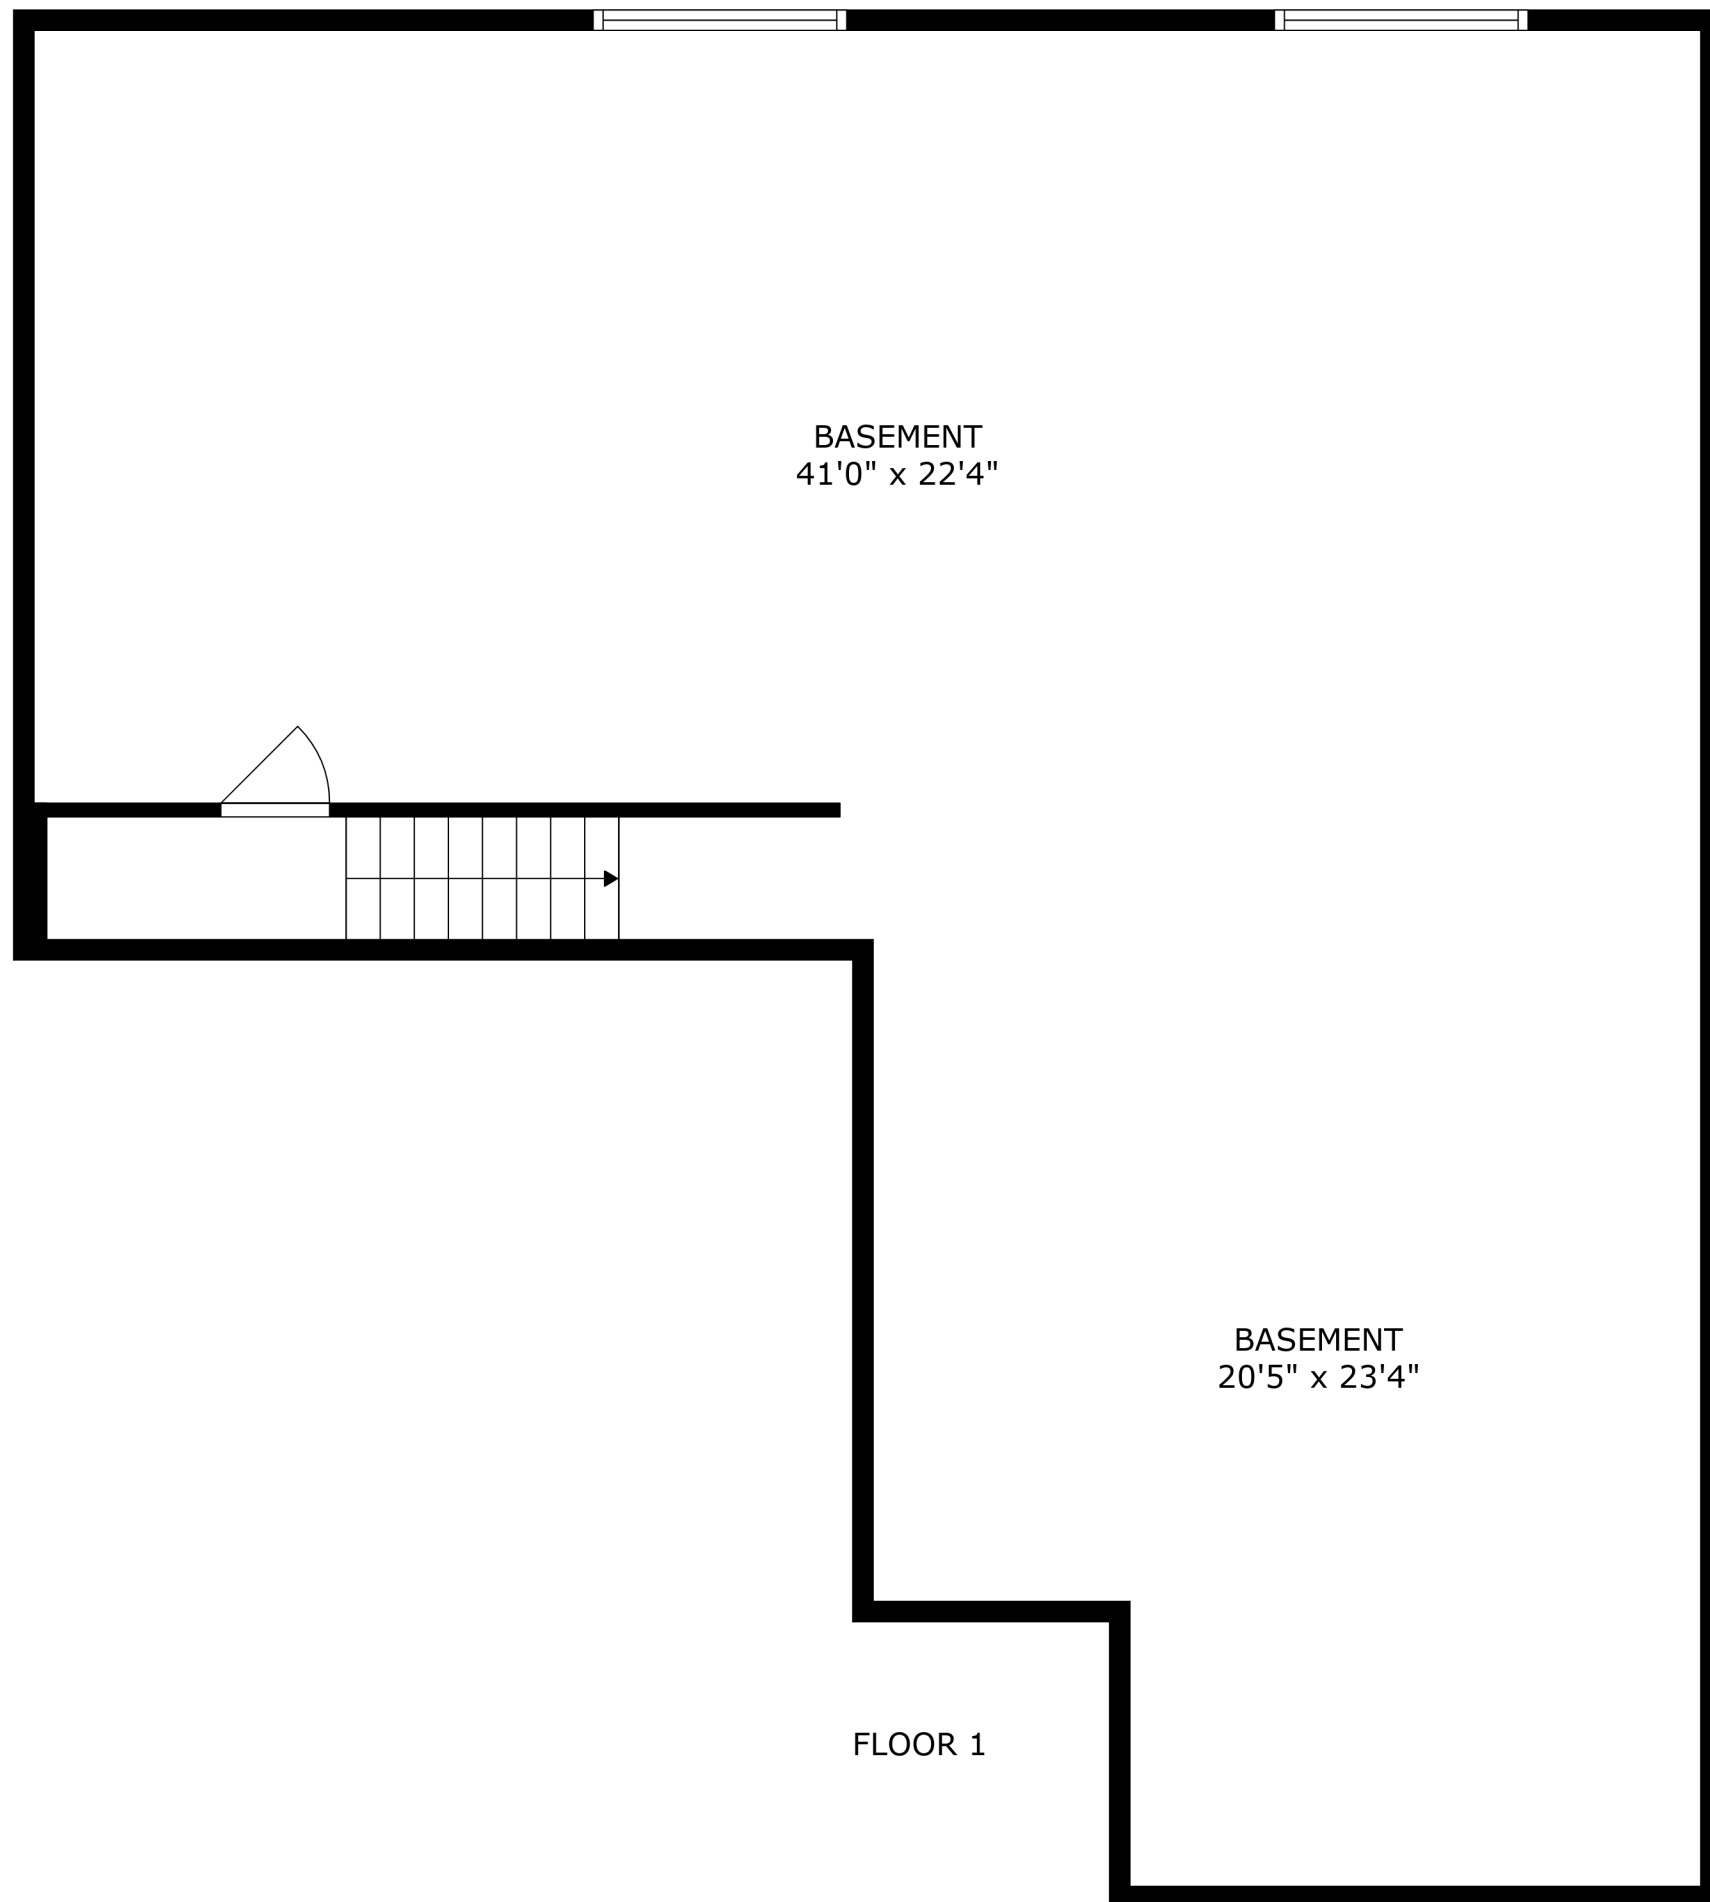 BASEMENT
41'0" x 22'4"
BASEMENT
20'5" x 23'4"
FLOOR 1